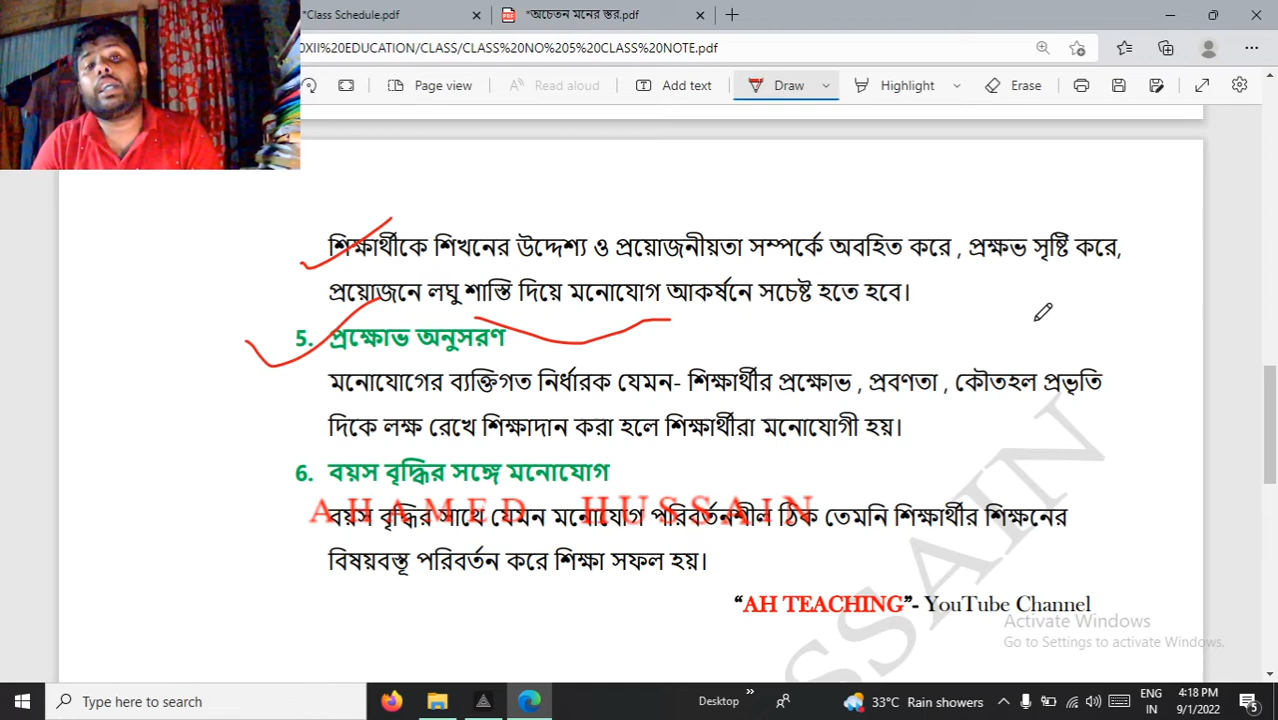 *Class Schedule.pdf
*অচেতন মনের স্তর.pdf
0XII%20EDUCATION/CLASS/CLASS%20NO%205%20CLASS%20NOTE.pdf
Page view
Read aloud
Add text
Draw
Highlight
Erase
শিক্ষার্থীকে শিখনের উদ্দেশ্য ও প্রয়োজনীয়তা সম্পর্কে অবহিত করে , প্রক্ষভ সৃষ্টি করে,
প্রয়োজনে লঘু শাস্তি দিয়ে মনোযোগ আকর্ষনে সচেষ্ট হতে হবে।
5. প্রক্ষোভ অনুসরণ
মনোযোগের ব্যক্তিগত নির্ধারক যেমন- শিক্ষার্থীর প্রক্ষোভ , প্রবণতা , কৌতহল প্রভৃতি
দিকে লক্ষ রেখে শিক্ষাদান করা হলে শিক্ষার্থীরা মনোযোগী হয়।
6. বয়স বৃদ্ধির সঙ্গে মনোযোগ
AHAMED HUSSAIN
বয়স বৃদ্ধির সাথে যেমন মনোযোগ পরিবর্তনশীল ঠিক তেমনি শিক্ষার্থীর শিক্ষনের
বিষয়বস্তূ পরিবর্তন করে শিক্ষা সফল হয়।
“AH TEACHING”- YouTube Channel
SSAIN
Activate Windows
Go to Settings to activate Windows.
Type here to search
Desktop
33°C Rain showers
ENG
IN
4:18 PM
9/1/2022
5